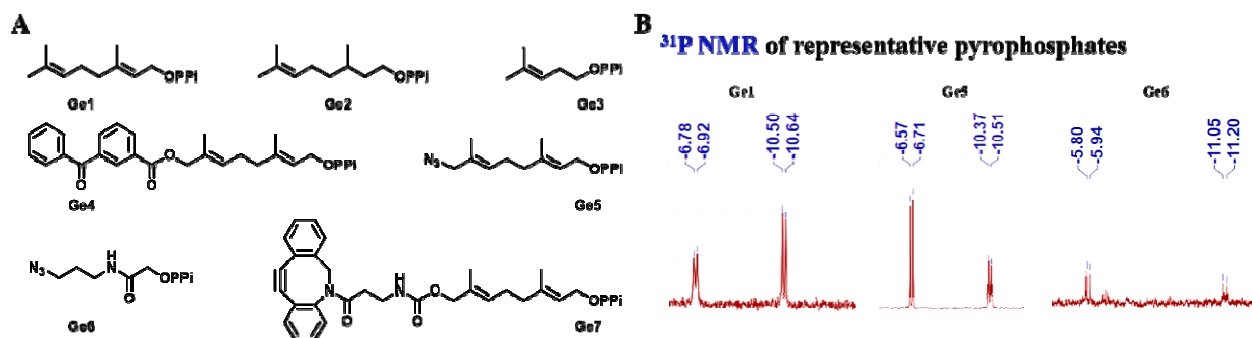 A
OPPi
OPPi
OPPi
Ge1
Ge2
Ge3
O
O
O
OPPi
Ge4
N₃
OPPi
Ge5
N₃
H
N
O
OPPi
Ge6
N
O
H
N
O
O
OPPi
Ge7
B
³¹P NMR of representative pyrophosphates
Ge1
Ge5
Ge6
-6.78
-6.92
-10.50
-10.64
-6.57
-6.71
-10.37
-10.51
-5.80
-5.94
-11.05
-11.20